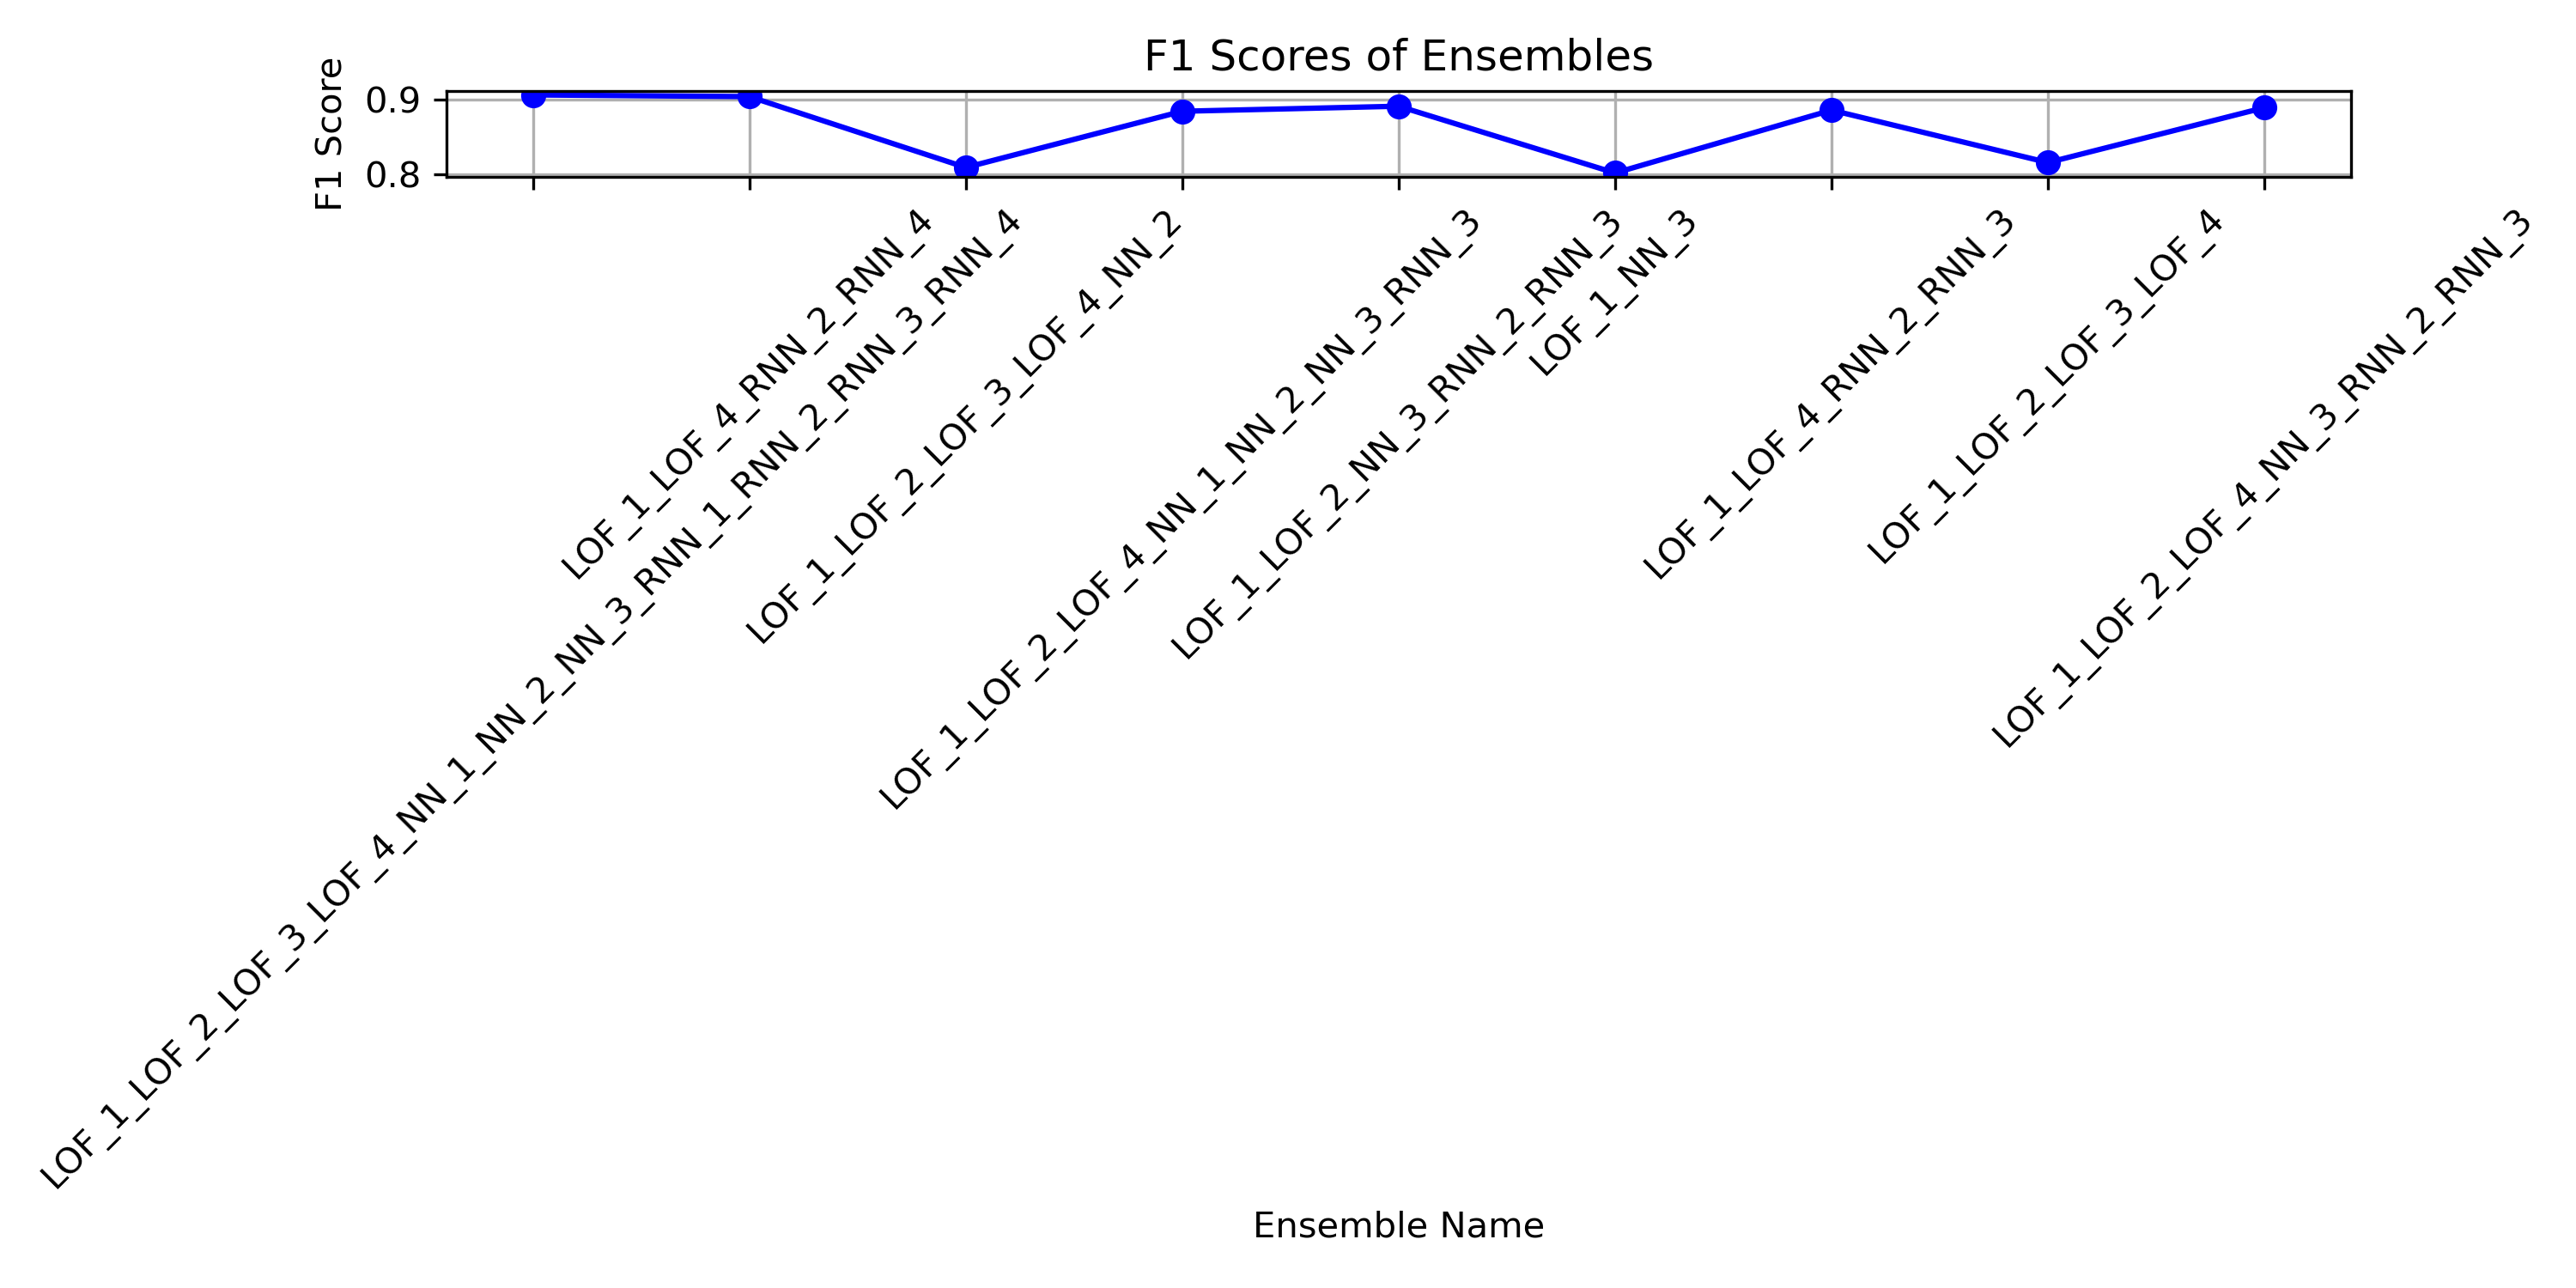 F1 Scores of Ensembles
F1 Score
0.9
0.8
LOF_1_LOF_2_LOF_3_LOF_4_NN_1_NN_2_NN_3_RNN_1_RNN_2_RNN_3_RNN_4
LOF_1_LOF_4_RNN_2_RNN_4
LOF_1_LOF_2_LOF_3_LOF_4_NN_2
LOF_1_LOF_2_LOF_4_NN_1_NN_2_NN_3_RNN_3
LOF_1_LOF_2_NN_3_RNN_2_RNN_3
LOF_1_NN_3
LOF_1_LOF_4_RNN_2_RNN_3
LOF_1_LOF_2_LOF_3_LOF_4
LOF_1_LOF_2_LOF_4_NN_3_RNN_2_RNN_3
Ensemble Name